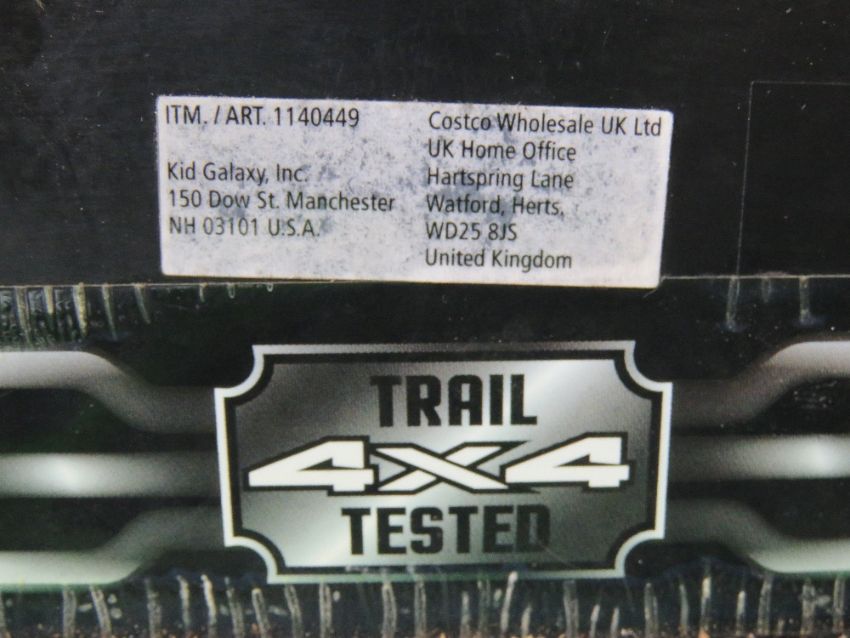 ITM. / ART. 1140449
Kid Galaxy, Inc.
150 Dow St. Manchester
NH 03101 U.S.A.
Costco Wholesale UK Ltd
UK Home Office
Hartspring Lane
Watford, Herts,
WD25 8JS
United Kingdom
TRAIL
4X4
TESTED